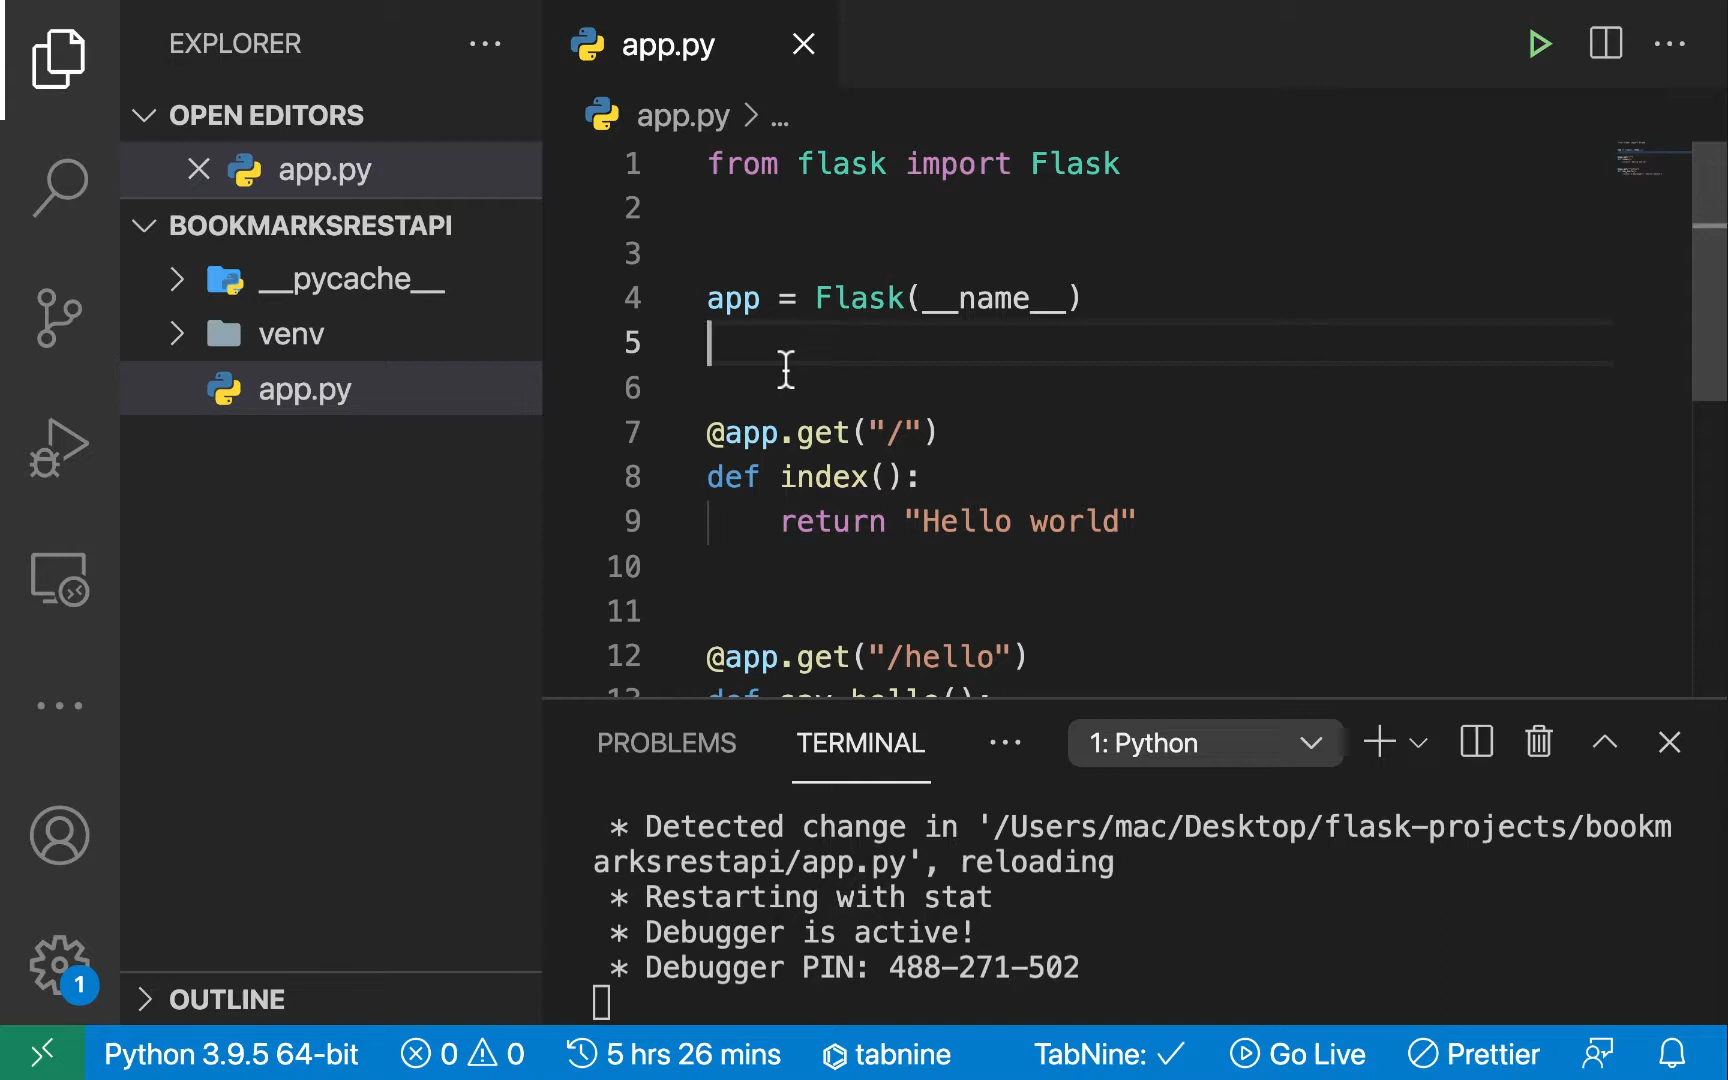 EXPLORER
OPEN EDITORS
app.py
BOOKMARKSRESTAPI
__pycache__
venv
app.py
OUTLINE
app.py
app.py > ...
1 from flask import Flask
2
3
4 app = Flask(__name__)
5
6
7 @app.get("/")
8 def index():
9 return "Hello world"
10
11
12 @app.get("/hello")
13 def say_hello():
PROBLEMS TERMINAL ... 1: Python
* Detected change in '/Users/mac/Desktop/flask-projects/bookm
arksrestapi/app.py', reloading
* Restarting with stat
* Debugger is active!
* Debugger PIN: 488-271-502
1
Python 3.9.5 64-bit 0 0 5 hrs 26 mins tabnine TabNine: ✓ Go Live Prettier